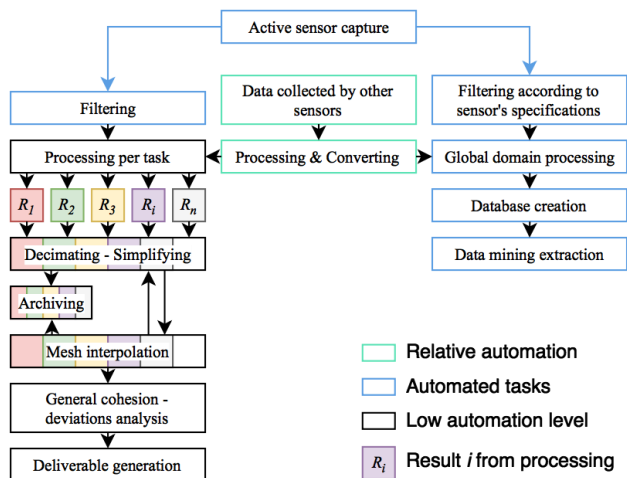 Active sensor capture
Filtering
Data collected by other
sensors
Filtering according to
sensor's specifications
Processing per task
Processing & Converting
Global domain processing
R1
R2
R3
Ri
Rn
Database creation
Decimating - Simplifying
Data mining extraction
Archiving
Mesh interpolation
General cohesion -
deviations analysis
Deliverable generation
Relative automation
Automated tasks
Low automation level
Ri
Result i from processing